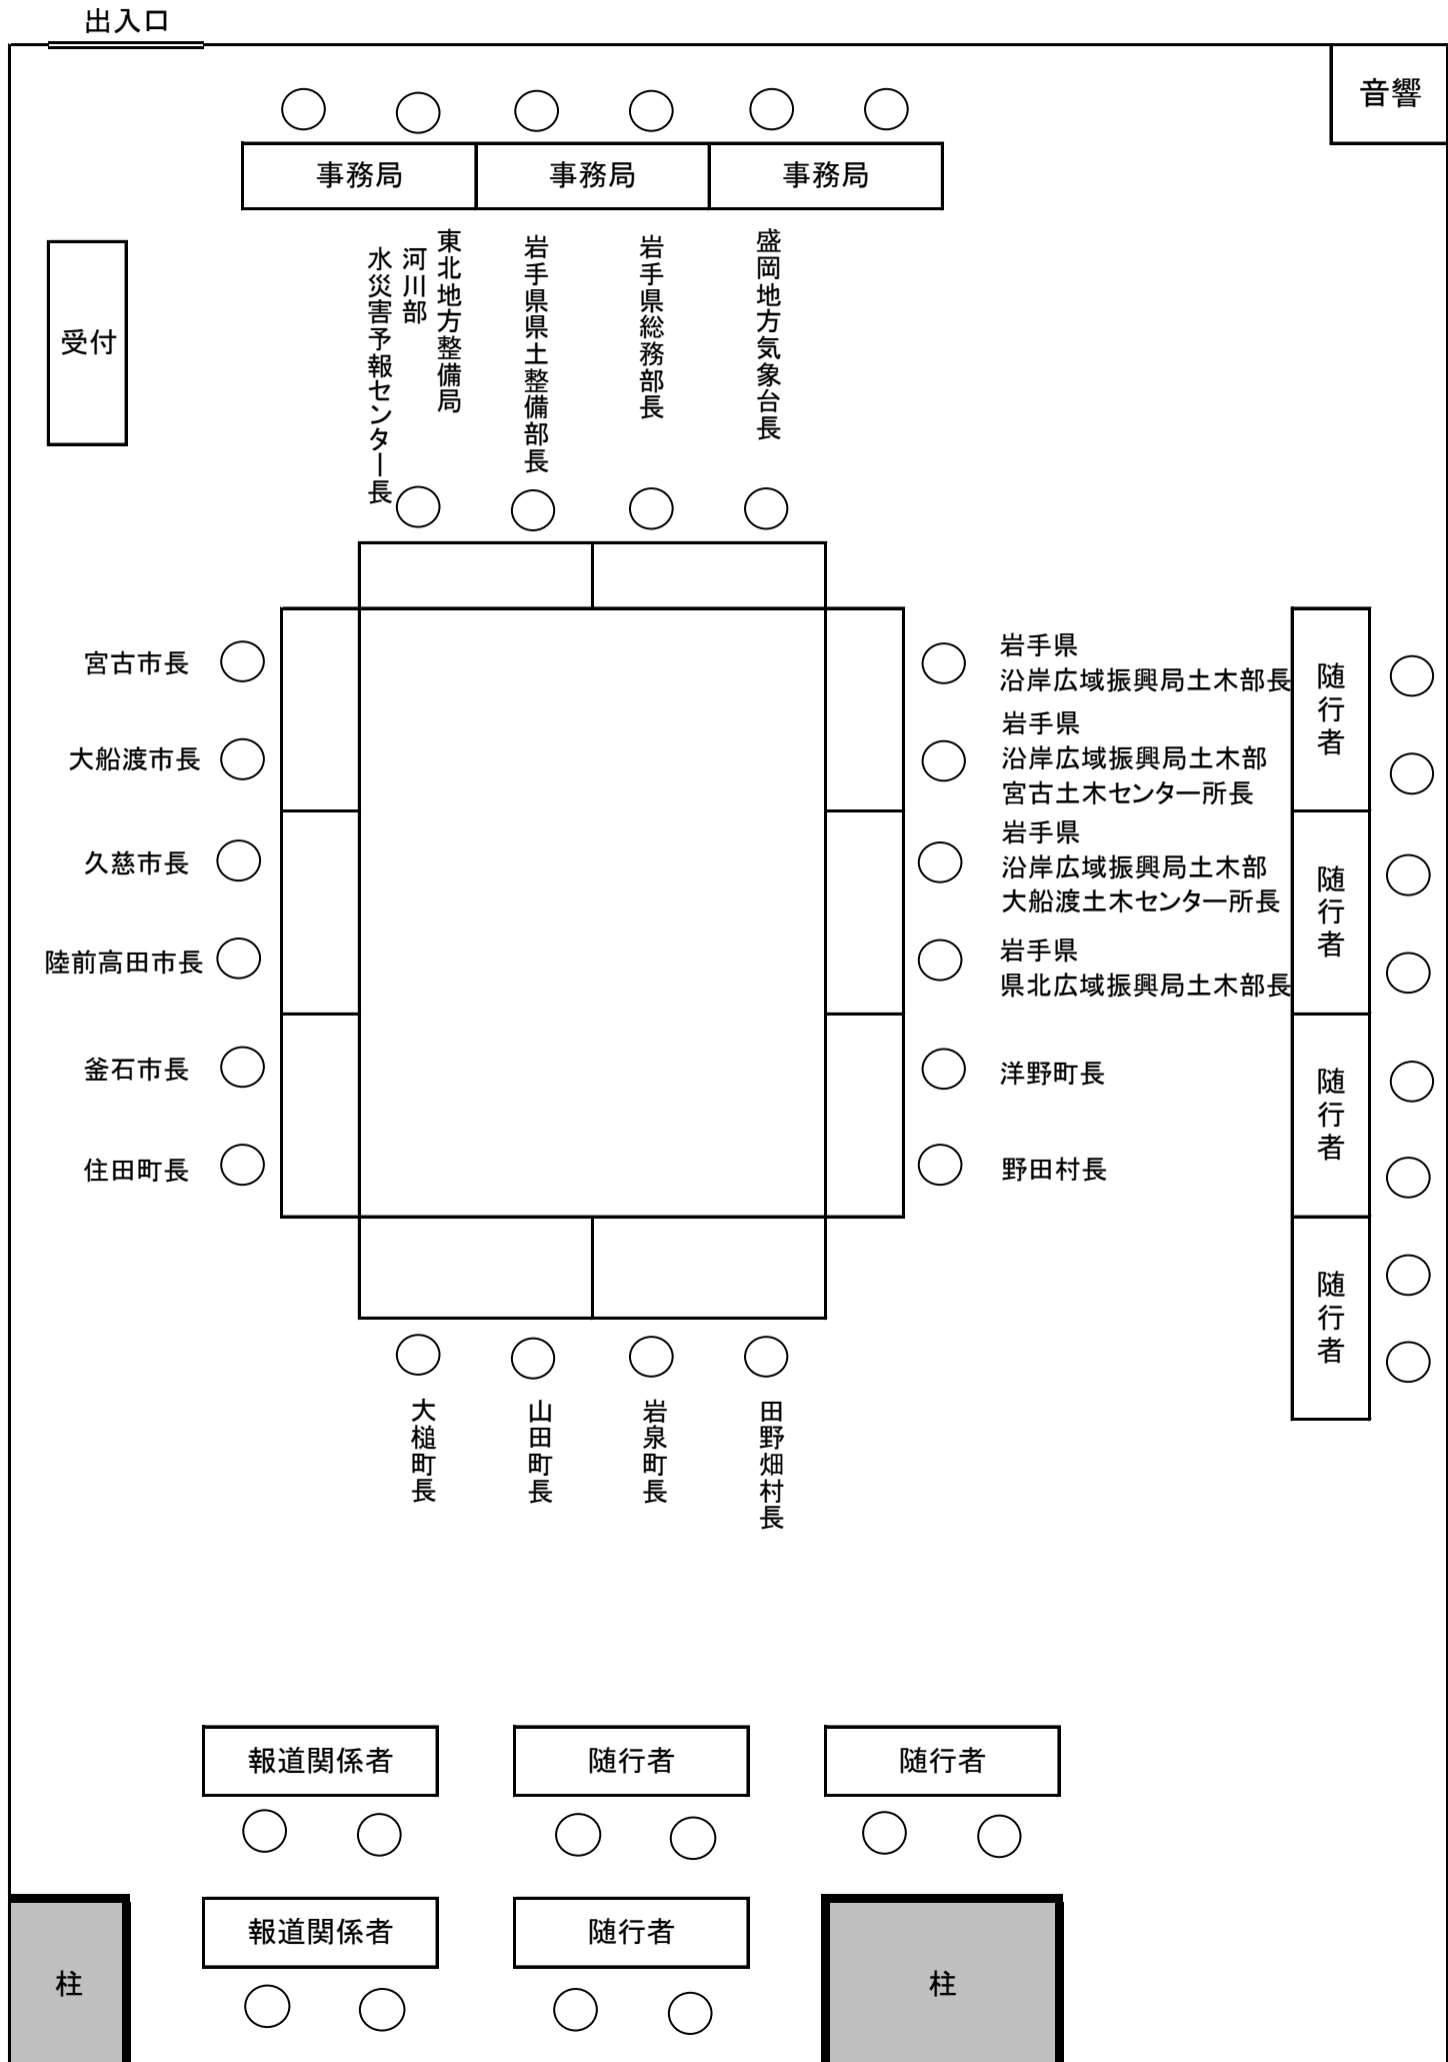 出入口
音響
事務局
事務局
事務局
受付
東北地方整備局
河川部
水災害予報センター長
岩手県県土整備部長
岩手県総務部長
盛岡地方気象台長
宮古市長
大船渡市長
久慈市長
陸前高田市長
釜石市長
住田町長
岩手県
沿岸広域振興局土木部長
岩手県
沿岸広域振興局土木部
宮古土木センター所長
岩手県
沿岸広域振興局土木部
大船渡土木センター所長
岩手県
県北広域振興局土木部長
洋野町長
野田村長
随行者
随行者
随行者
随行者
大槌町長
山田町長
岩泉町長
田野畑村長
報道関係者
随行者
随行者
報道関係者
随行者
柱
柱